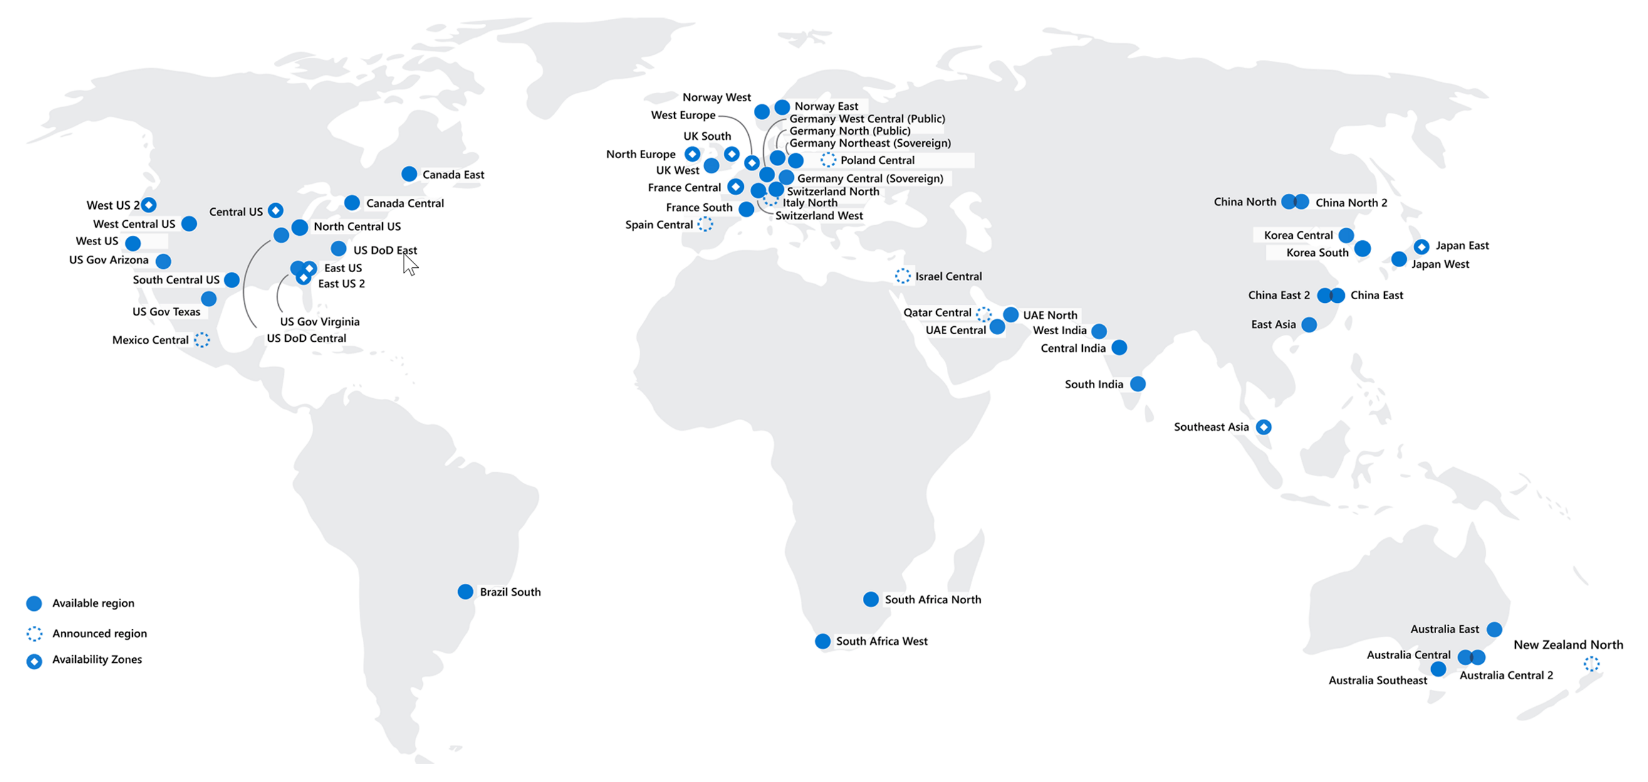 Norway West
Norway East
West Europe
Germany West Central (Public)
Germany North (Public)
UK South
Germany Northeast (Sovereign)
North Europe
Poland Central
UK West
Germany Central (Sovereign)
France Central
Switzerland North
Italy North
France South
Switzerland West
Spain Central
Canada East
Canada Central
West US 2
Central US
West Central US
North Central US
West US
US DoD East
US Gov Arizona
East US
South Central US
East US 2
US Gov Texas
US Gov Virginia
US DoD Central
Mexico Central
Israel Central
Qatar Central
UAE North
UAE Central
West India
Central India
South India
China North
China North 2
Korea Central
Korea South
Japan East
Japan West
China East 2
China East
East Asia
Southeast Asia
Brazil South
South Africa North
South Africa West
Australia East
New Zealand North
Australia Central
Australia Central 2
Australia Southeast
Available region
Announced region
Availability Zones